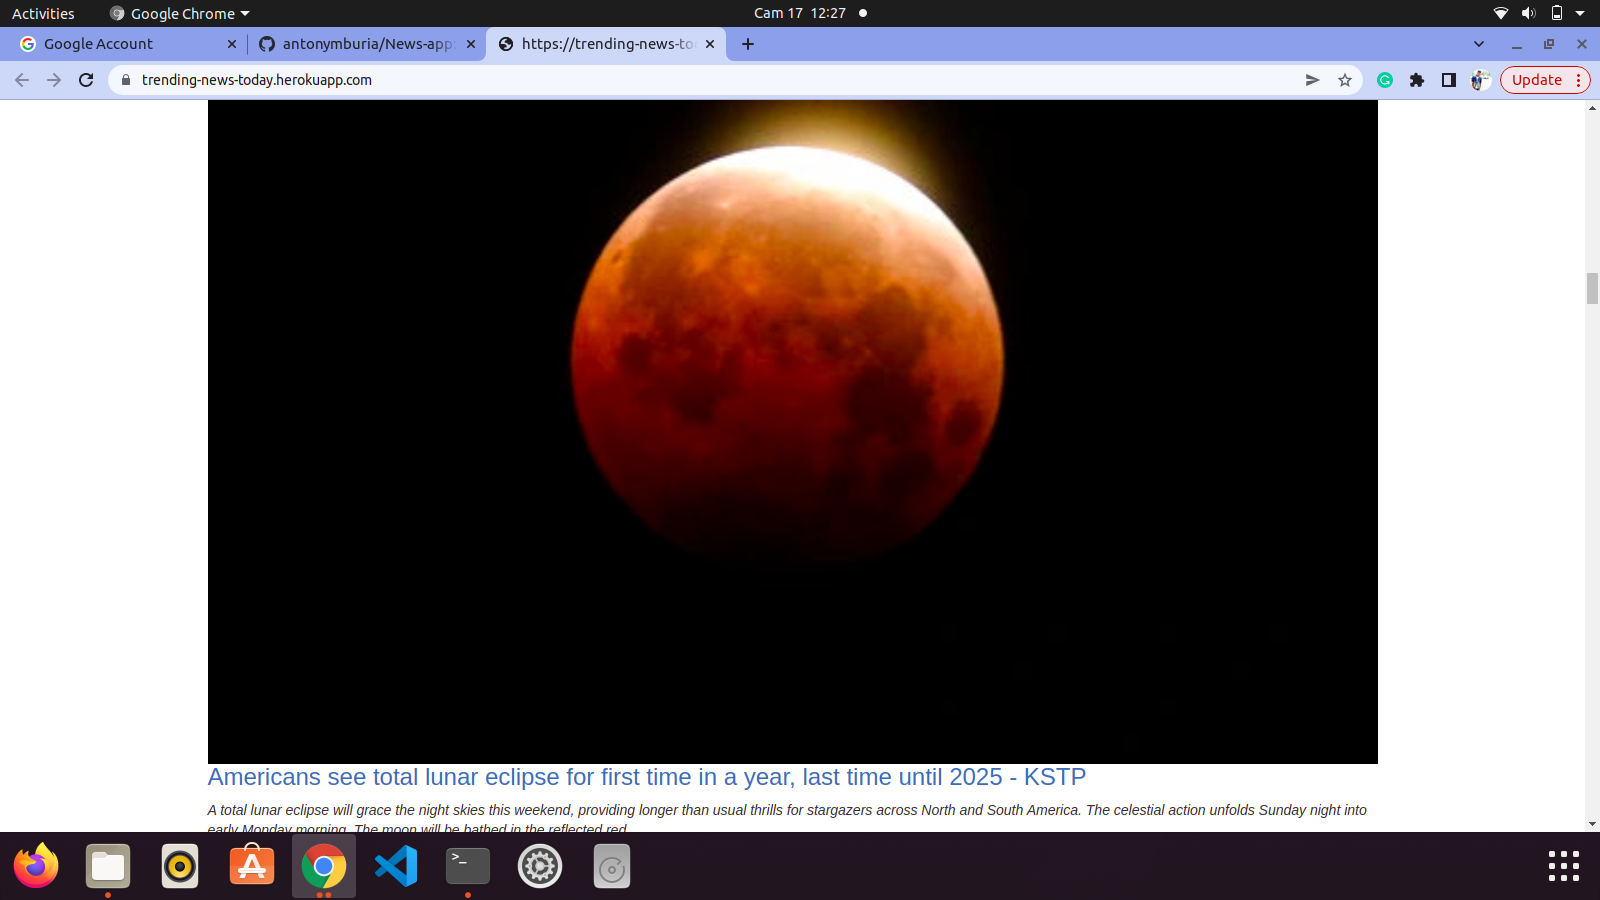 Activities
Google Chrome
Cam 17 12:27
Google Account
antonymburia/News-app:
https://trending-news-to
trending-news-today.herokuapp.com
Update
Americans see total lunar eclipse for first time in a year, last time until 2025 - KSTP
A total lunar eclipse will grace the night skies this weekend, providing longer than usual thrills for stargazers across North and South America. The celestial action unfolds Sunday night into
early Monday morning. The moon will be bathed in the reflected red